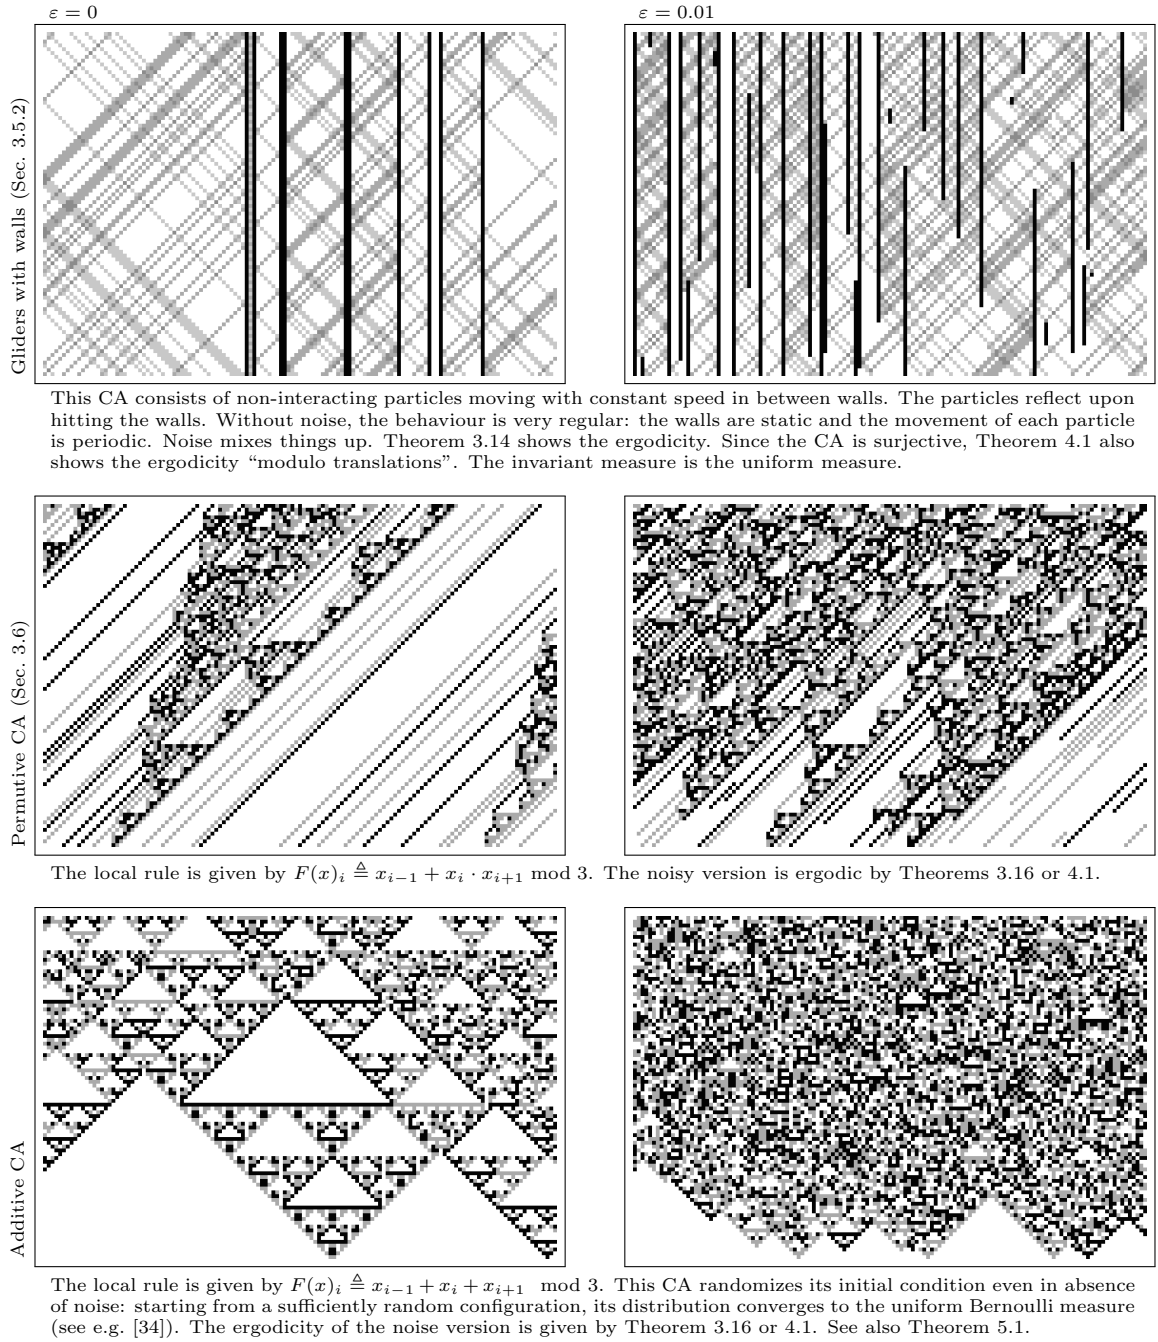 ε = 0
ε = 0.01
Gliders with walls (Sec. 3.5.2)
This CA consists of non-interacting particles moving with constant speed in between walls. The particles reflect upon
hitting the walls. Without noise, the behaviour is very regular: the walls are static and the movement of each particle
is periodic. Noise mixes things up. Theorem 3.14 shows the ergodicity. Since the CA is surjective, Theorem 4.1 also
shows the ergodicity “modulo translations”. The invariant measure is the uniform measure.
Permutive CA (Sec. 3.6)
The local rule is given by F(x)_i ≜ x_{i−1} + x_i · x_{i+1} mod 3. The noisy version is ergodic by Theorems 3.16 or 4.1.
Additive CA
The local rule is given by F(x)_i ≜ x_{i−1} + x_i + x_{i+1} mod 3. This CA randomizes its initial condition even in absence
of noise: starting from a sufficiently random configuration, its distribution converges to the uniform Bernoulli measure
(see e.g. [34]). The ergodicity of the noise version is given by Theorem 3.16 or 4.1. See also Theorem 5.1.